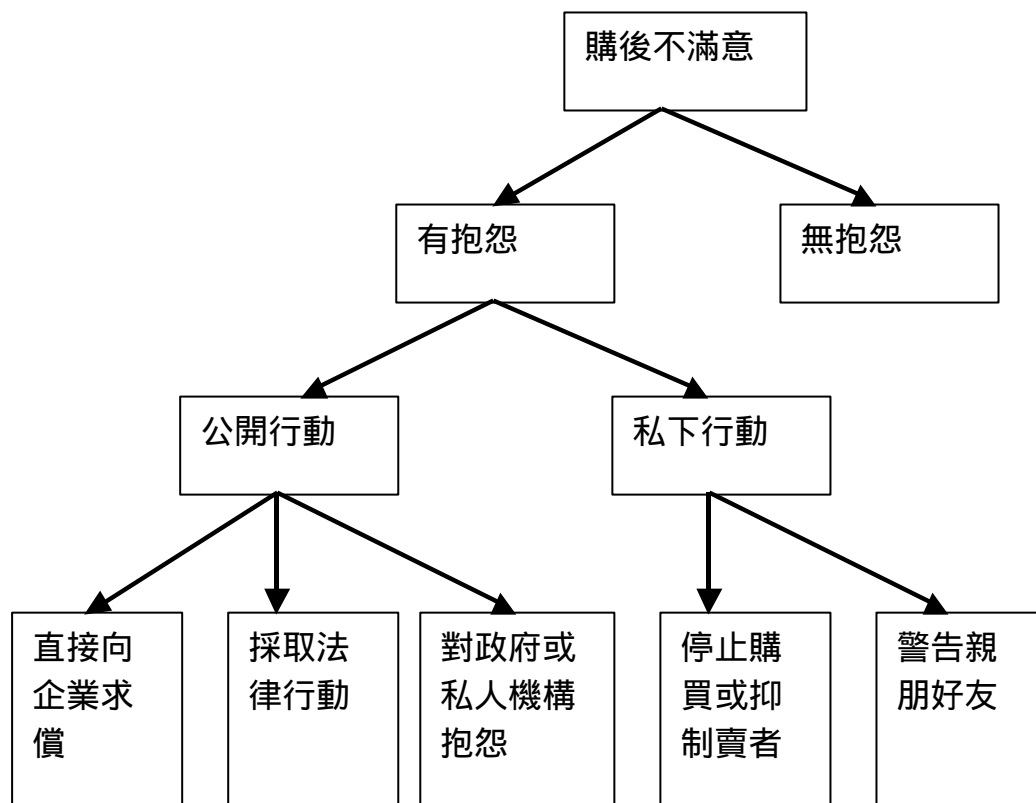 購後不滿意
有抱怨
無抱怨
公開行動
私下行動
直接向
企業求
償
採取法
律行動
對政府或
私人機構
抱怨
停止購
買或抑
制賣者
警告親
朋好友